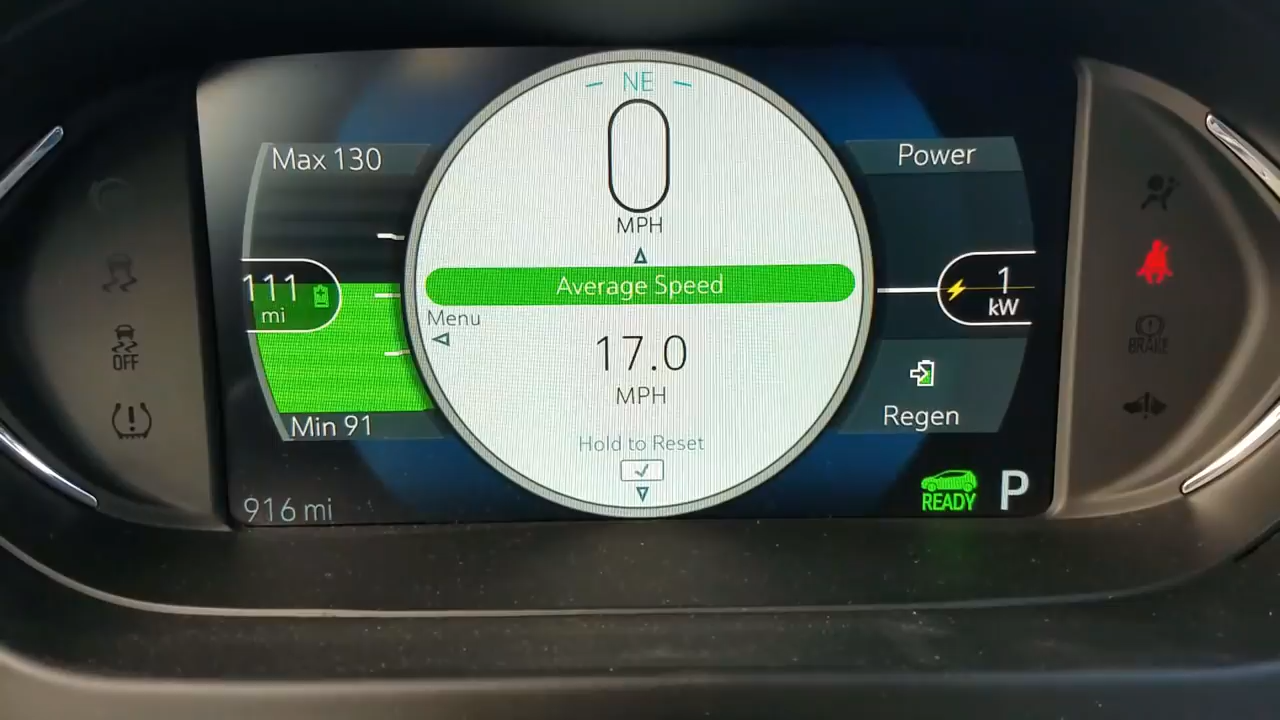 NE
0
MPH
Max 130
111
mi
Min 91
916 mi
Average Speed
Menu
17.0
MPH
Hold to Reset
Power
1
kW
Regen
READY
P
OFF
BRAKE